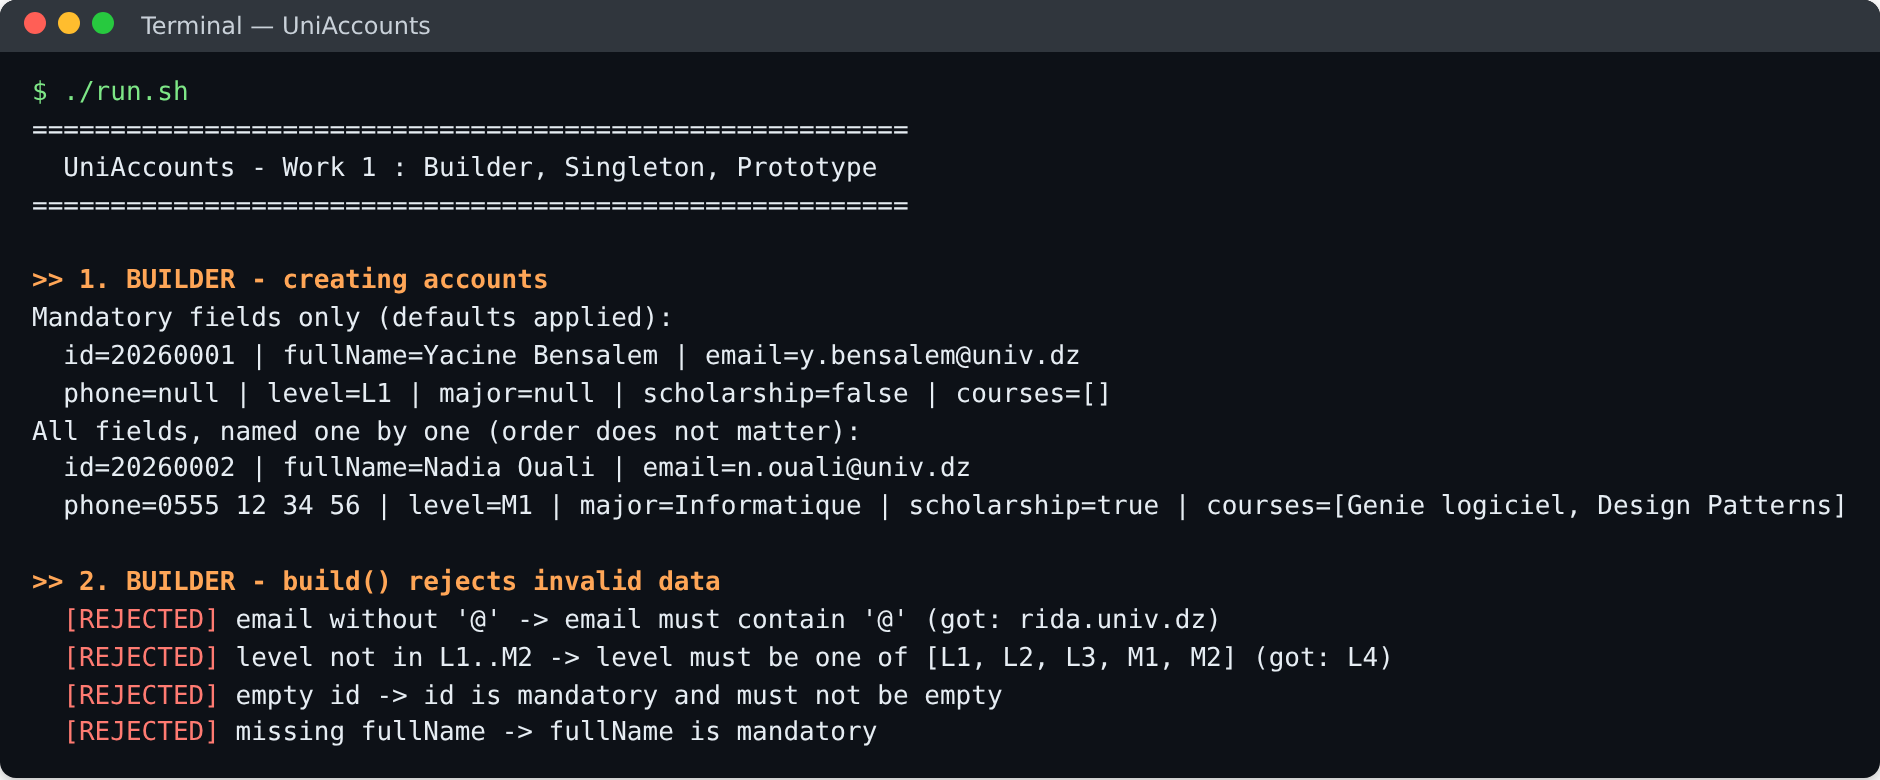 Terminal — UniAccounts
$ ./run.sh
========================================================
  UniAccounts - Work 1 : Builder, Singleton, Prototype
========================================================
>> 1. BUILDER - creating accounts
Mandatory fields only (defaults applied):
  id=20260001 | fullName=Yacine Bensalem | email=y.bensalem@univ.dz
  phone=null | level=L1 | major=null | scholarship=false | courses=[]
All fields, named one by one (order does not matter):
  id=20260002 | fullName=Nadia Ouali | email=n.ouali@univ.dz
  phone=0555 12 34 56 | level=M1 | major=Informatique | scholarship=true | courses=[Genie logiciel, Design Patterns]
>> 2. BUILDER - build() rejects invalid data
  [REJECTED] email without '@' -> email must contain '@' (got: rida.univ.dz)
  [REJECTED] level not in L1..M2 -> level must be one of [L1, L2, L3, M1, M2] (got: L4)
  [REJECTED] empty id -> id is mandatory and must not be empty
  [REJECTED] missing fullName -> fullName is mandatory